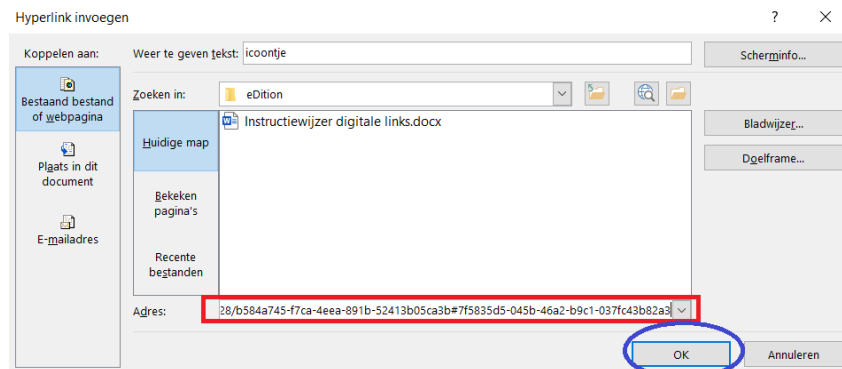 Hyperlink invoegen
?
Koppelen aan:
Weer te geven tekst: icoontje
Scherminfo...
Bestaand bestand
of webpagina
Zoeken in: eDition
Instructiewijzer digitale links.docx
Bladwijzer...
Huidige map
Doelframe...
Plaats in dit
document
Bekeken
pagina's
E-mailadres
Recente
bestanden
Adres: 28/b584a745-f7ca-4eea-891b-52413b05ca3b#7f5835d5-045b-46a2-b9c1-037fc43b82a3
OK
Annuleren